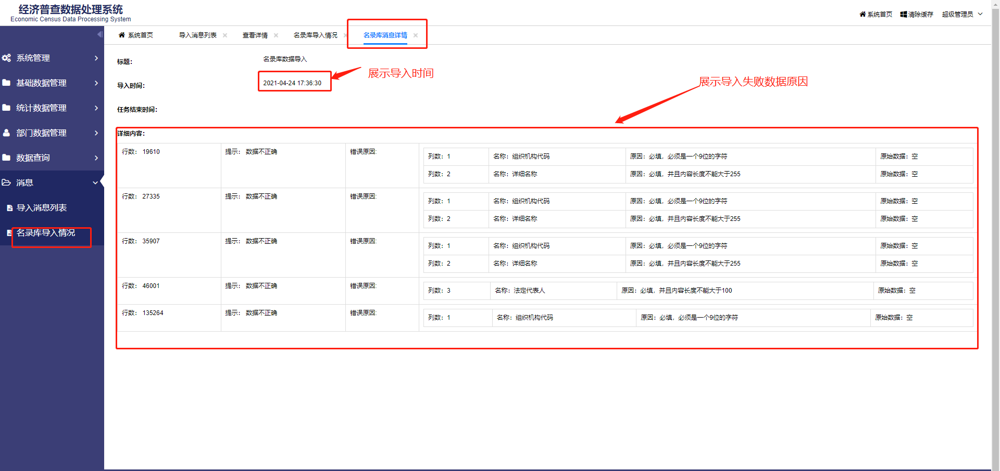 经济普查数据处理系统
Economic Census Data Processing System
系统首页 清除缓存 超级管理员
系统首页 导入消息列表 查看详情 名录库导入情况 名录库消息详情
系统管理
基础数据管理
统计数据管理
部门数据管理
数据查询
消息
导入消息列表
名录库导入情况
标题： 名录库数据导入
导入时间： 2021-04-24 17:36:30
展示导入时间
展示导入失败数据原因
任务结束时间：
详细内容：
行数： 19610 提示： 数据不正确 错误原因:
列数：1 名称：组织机构代码 原因：必填，必须是一个9位的字符 原始数据：空
列数：2 名称：详细名称 原因：必填，并且内容长度不能大于255 原始数据：空
行数： 27335 提示： 数据不正确 错误原因:
列数：1 名称：组织机构代码 原因：必填，必须是一个9位的字符 原始数据：空
列数：2 名称：详细名称 原因：必填，并且内容长度不能大于255 原始数据：空
行数： 35907 提示： 数据不正确 错误原因:
列数：1 名称：组织机构代码 原因：必填，必须是一个9位的字符 原始数据：空
列数：2 名称：详细名称 原因：必填，并且内容长度不能大于255 原始数据：空
行数： 46001 提示： 数据不正确 错误原因:
列数：3 名称：法定代表人 原因：必填，并且内容长度不能大于100 原始数据：空
行数： 135264 提示： 数据不正确 错误原因:
列数：1 名称：组织机构代码 原因：必填，必须是一个9位的字符 原始数据：空